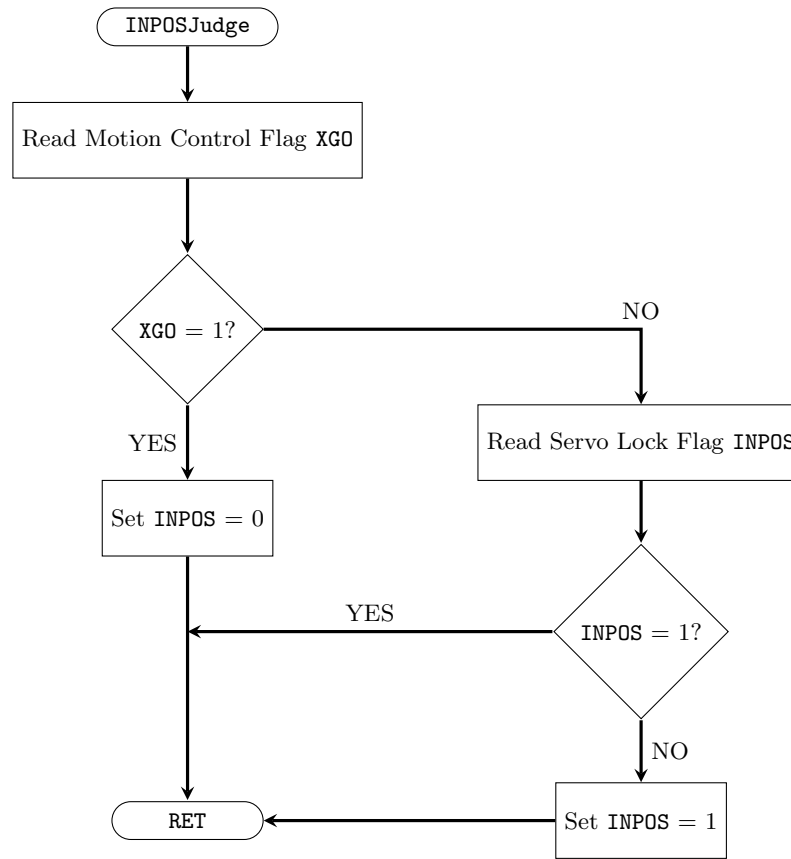 INPOSJudge
Read Motion Control Flag XGO
XGO = 1?
NO
YES
Read Servo Lock Flag INPOS
Set INPOS = 0
YES
INPOS = 1?
NO
RET
Set INPOS = 1